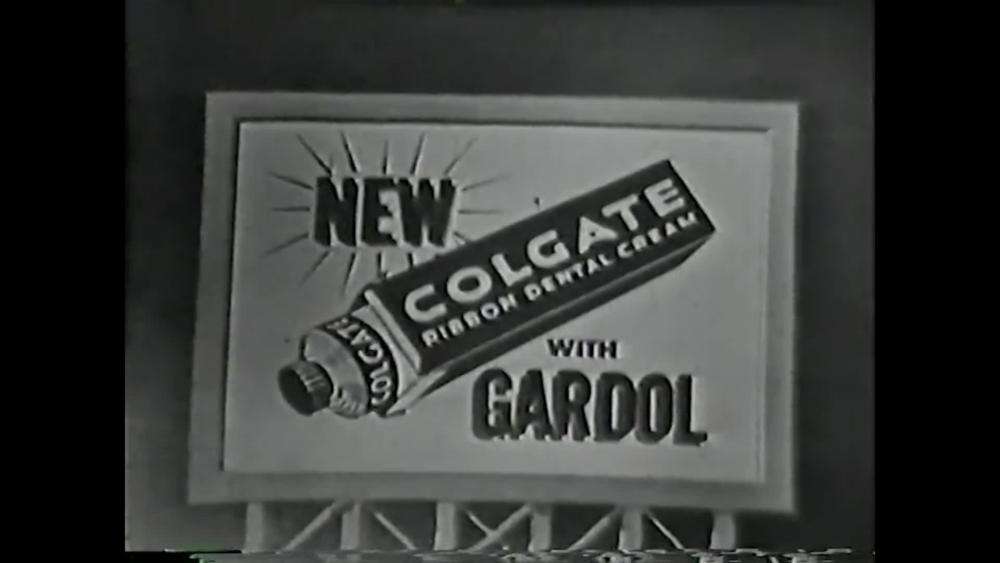 NEW
COLGATE
RIBBON DENTAL CREAM
COLGATE
WITH
GARDOL